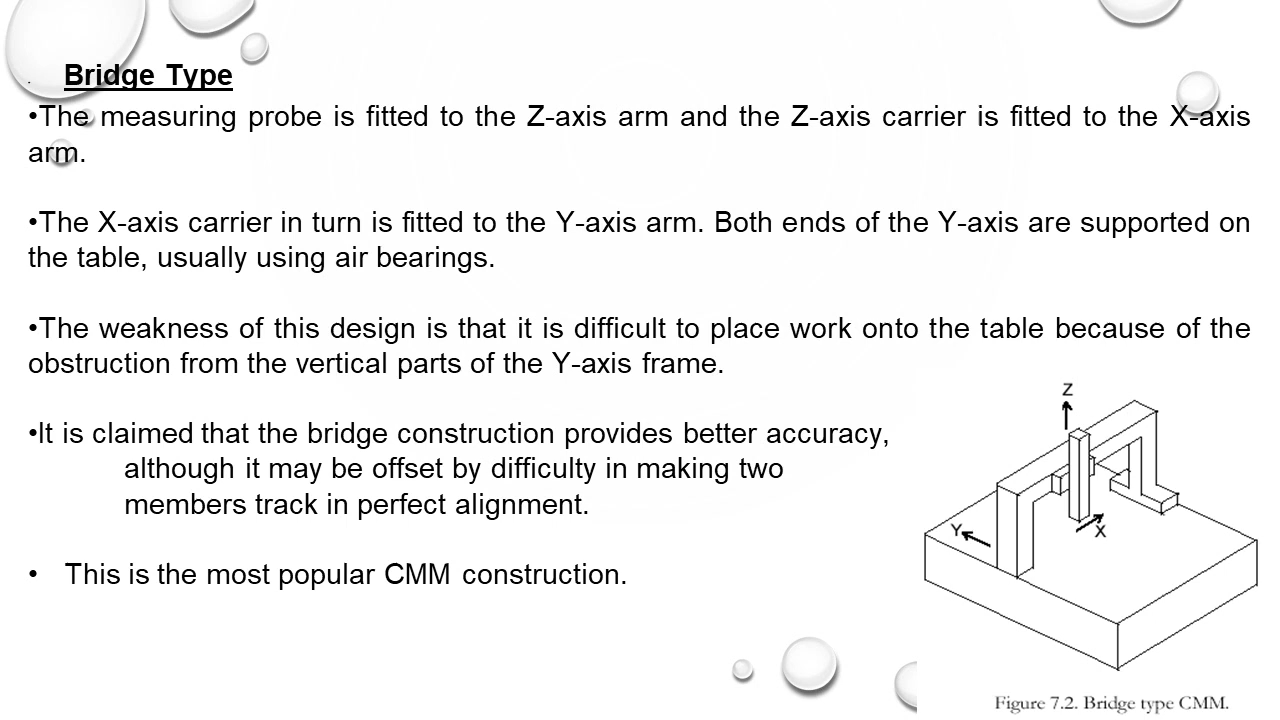 . Bridge Type
•The measuring probe is fitted to the Z-axis arm and the Z-axis carrier is fitted to the X-axis
arm.
•The X-axis carrier in turn is fitted to the Y-axis arm. Both ends of the Y-axis are supported on
the table, usually using air bearings.
•The weakness of this design is that it is difficult to place work onto the table because of the
obstruction from the vertical parts of the Y-axis frame.
•It is claimed that the bridge construction provides better accuracy,
although it may be offset by difficulty in making two
members track in perfect alignment.
• This is the most popular CMM construction.
Z
Y
X
Figure 7.2. Bridge type CMM.